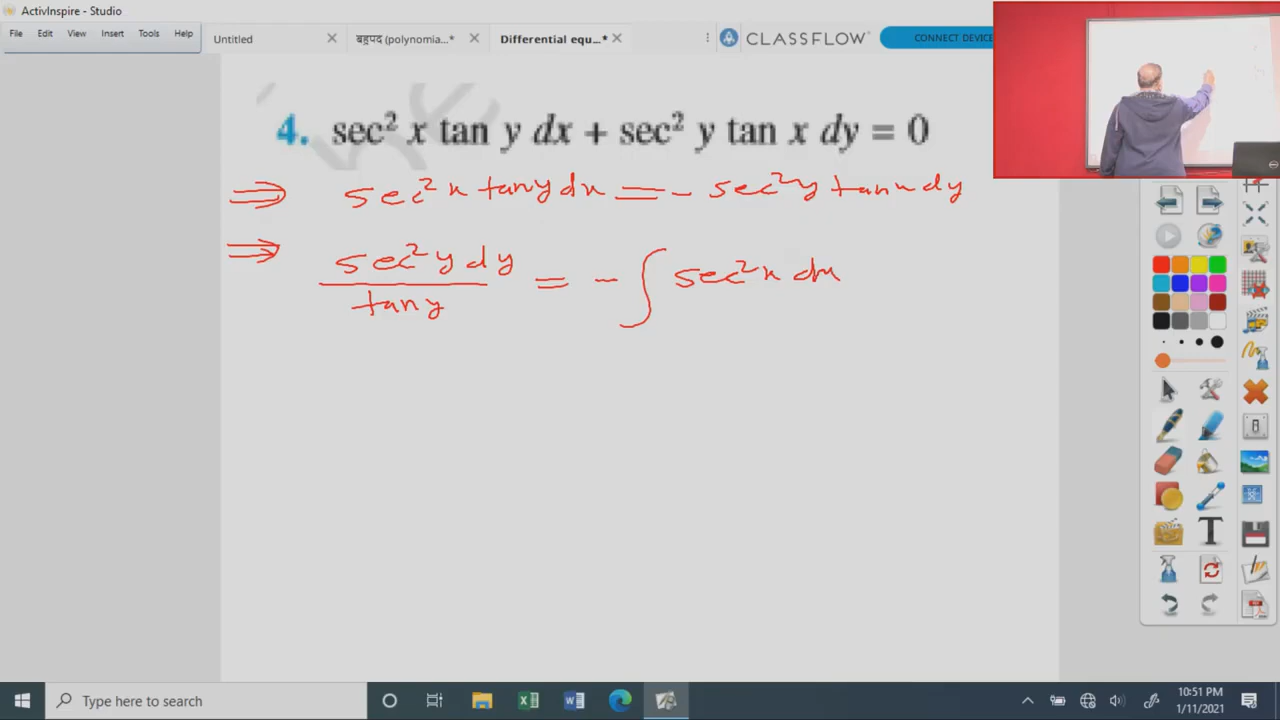 ActivInspire - Studio
File Edit View Insert Tools Help
Untitled
बहुपद (polynomia...*
Differential equ...*
CLASSFLOW
CONNECT DEVICE
4. sec² x tan y dx + sec² y tan x dy = 0
⇒ sec²x tany dx = - sec²y tanx dy
⇒ sec²y dy / tan y = - ∫ sec²x dx
T
Type here to search
10:51 PM
1/11/2021